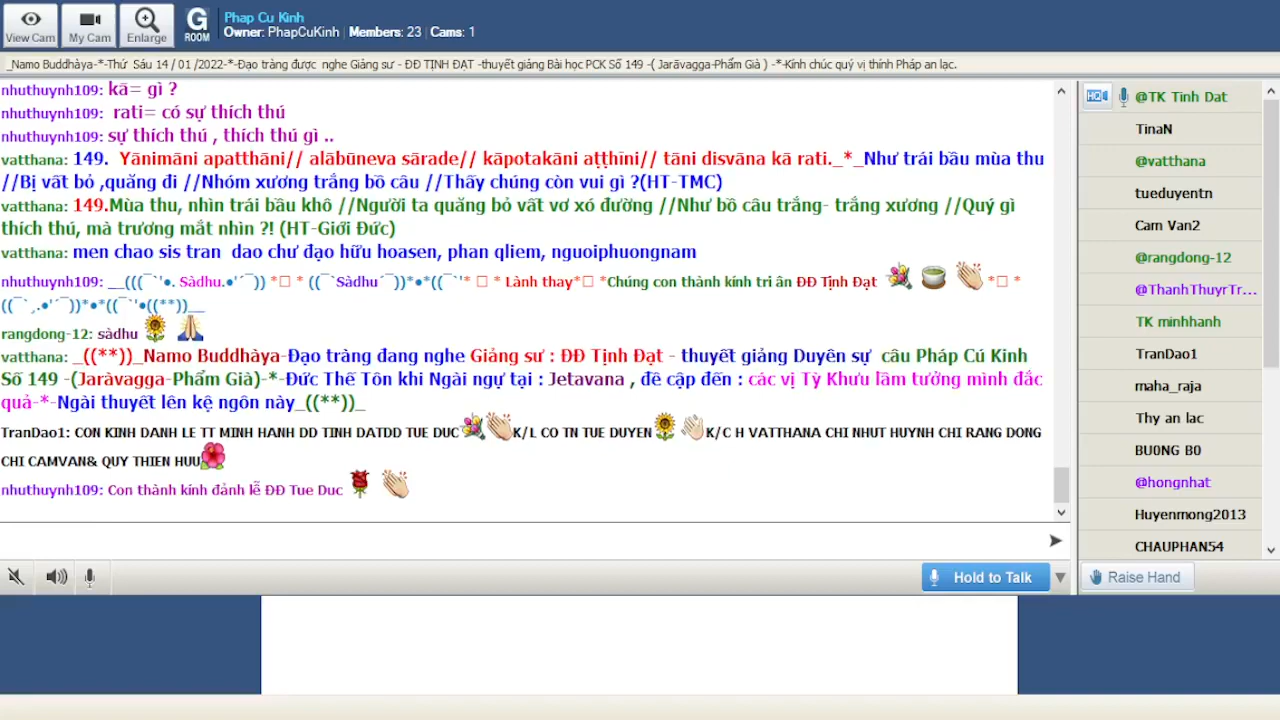 View Cam
My Cam
Enlarge
G ROOM
Phap Cu Kinh
Owner: PhapCuKinh | Members: 23 | Cams: 1
_Namo Buddhàya-*-Thứ Sáu 14 / 01 /2022-*-Đạo tràng được nghe Giảng sư - ĐĐ TỊNH ĐẠT -thuyết giảng Bài học PCK Số 149 -( Jarāvagga-Phẩm Già ) -*-Kính chúc quý vị thính Pháp an lạc.
nhuthuynh109: kā= gì ?
nhuthuynh109: rati= có sự thích thú
nhuthuynh109: sự thích thú , thích thú gì ..
vatthana: 149. Yānimāni apatthāni// alābūneva sārade// kāpotakāni aṭṭhīni// tāni disvāna kā rati._*_Như trái bầu mùa thu
//Bị vất bỏ ,quăng đi //Nhóm xương trắng bồ câu //Thấy chúng còn vui gì ?(HT-TMC)
vatthana: 149.Mùa thu, nhìn trái bầu khô //Người ta quăng bỏ vất vơ xó đường //Như bồ câu trắng- trắng xương //Quý gì
thích thú, mà trương mắt nhìn ?! (HT-Giới Đức)
vatthana: men chao sis tran dao chư đạo hữu hoasen, phan qliem, nguoiphuongnam
nhuthuynh109: __(((¯`'•. Sàdhu.•'´¯)) *□ * ((¯`Sàdhu´¯))*•*((¯`'* □ * Lành thay*□ *Chúng con thành kính tri ân ĐĐ Tịnh Đạt *□ *
((¯`¸.•'´¯))*•*((¯`'•((**))__
rangdong-12: sàdhu
vatthana: _((**))_Namo Buddhàya-Đạo tràng đang nghe Giảng sư : ĐĐ Tịnh Đạt - thuyết giảng Duyên sự câu Pháp Cú Kinh
Số 149 -(Jaràvagga-Phẩm Già)-*-Đức Thế Tôn khi Ngài ngự tại : Jetavana , đề cập đến : các vị Tỳ Khưu lầm tưởng mình đắc
quả-*-Ngài thuyết lên kệ ngôn này_((**))_
TranDao1: CON KINH DANH LE TT MINH HANH DD TINH DATDD TUE DUC K/L CO TN TUE DUYEN K/C H VATTHANA CHI NHUT HUYNH CHI RANG DONG
CHI CAMVAN& QUY THIEN HUU
nhuthuynh109: Con thành kính đảnh lễ ĐĐ Tue Duc
Hold to Talk
@TK Tinh Dat
TinaN
@vatthana
tueduyentn
Cam Van2
@rangdong-12
@ThanhThuyrTr...
TK minhhanh
TranDao1
maha_raja
Thy an lac
BU0NG B0
@hongnhat
Huyenmong2013
CHAUPHAN54
Raise Hand